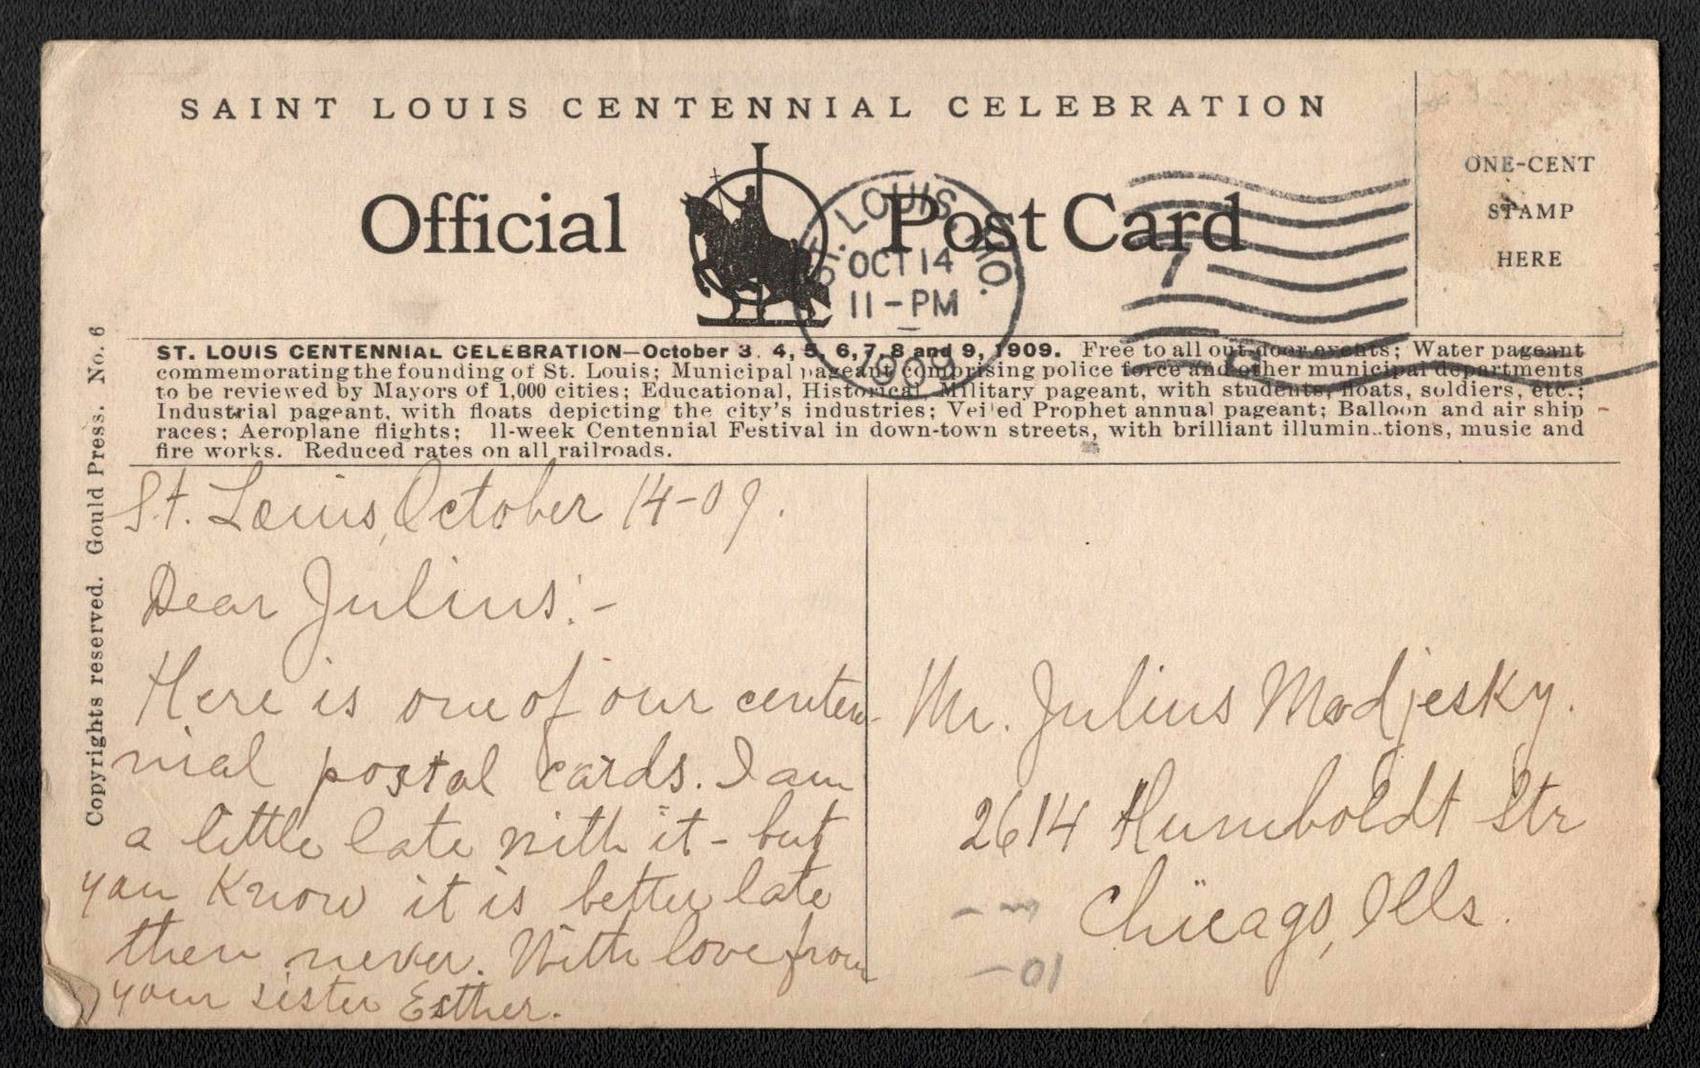 SAINT LOUIS CENTENNIAL CELEBRATION
Official Post Card
ONE-CENT
STAMP
HERE
ST. LOUIS, MO.
OCT 14
11-PM
1909
7
ST. LOUIS CENTENNIAL CELEBRATION—October 3, 4, 5, 6, 7, 8 and 9, 1909. Free to all out-door events; Water pageant
commemorating the founding of St. Louis; Municipal pageant comprising police force and other municipal departments
to be reviewed by Mayors of 1,000 cities; Educational, Historical, Military pageant, with students, floats, soldiers, etc.;
Industrial pageant, with floats depicting the city's industries; Veiled Prophet annual pageant; Balloon and air ship
races; Aeroplane flights; 11-week Centennial Festival in down-town streets, with brilliant illuminations, music and
fire works. Reduced rates on all railroads.
Copyrights reserved. Gould Press. No. 6
St. Louis, October 14-09.
Dear Julius:-
Here is one of our centen-
nial postal cards. I am
a little late with it - but
you know it is better late
then never. With love from
your sister Esther.
Mr. Julius Modjesky.
2614 Humboldt Str
Chicago, Ills.
-01